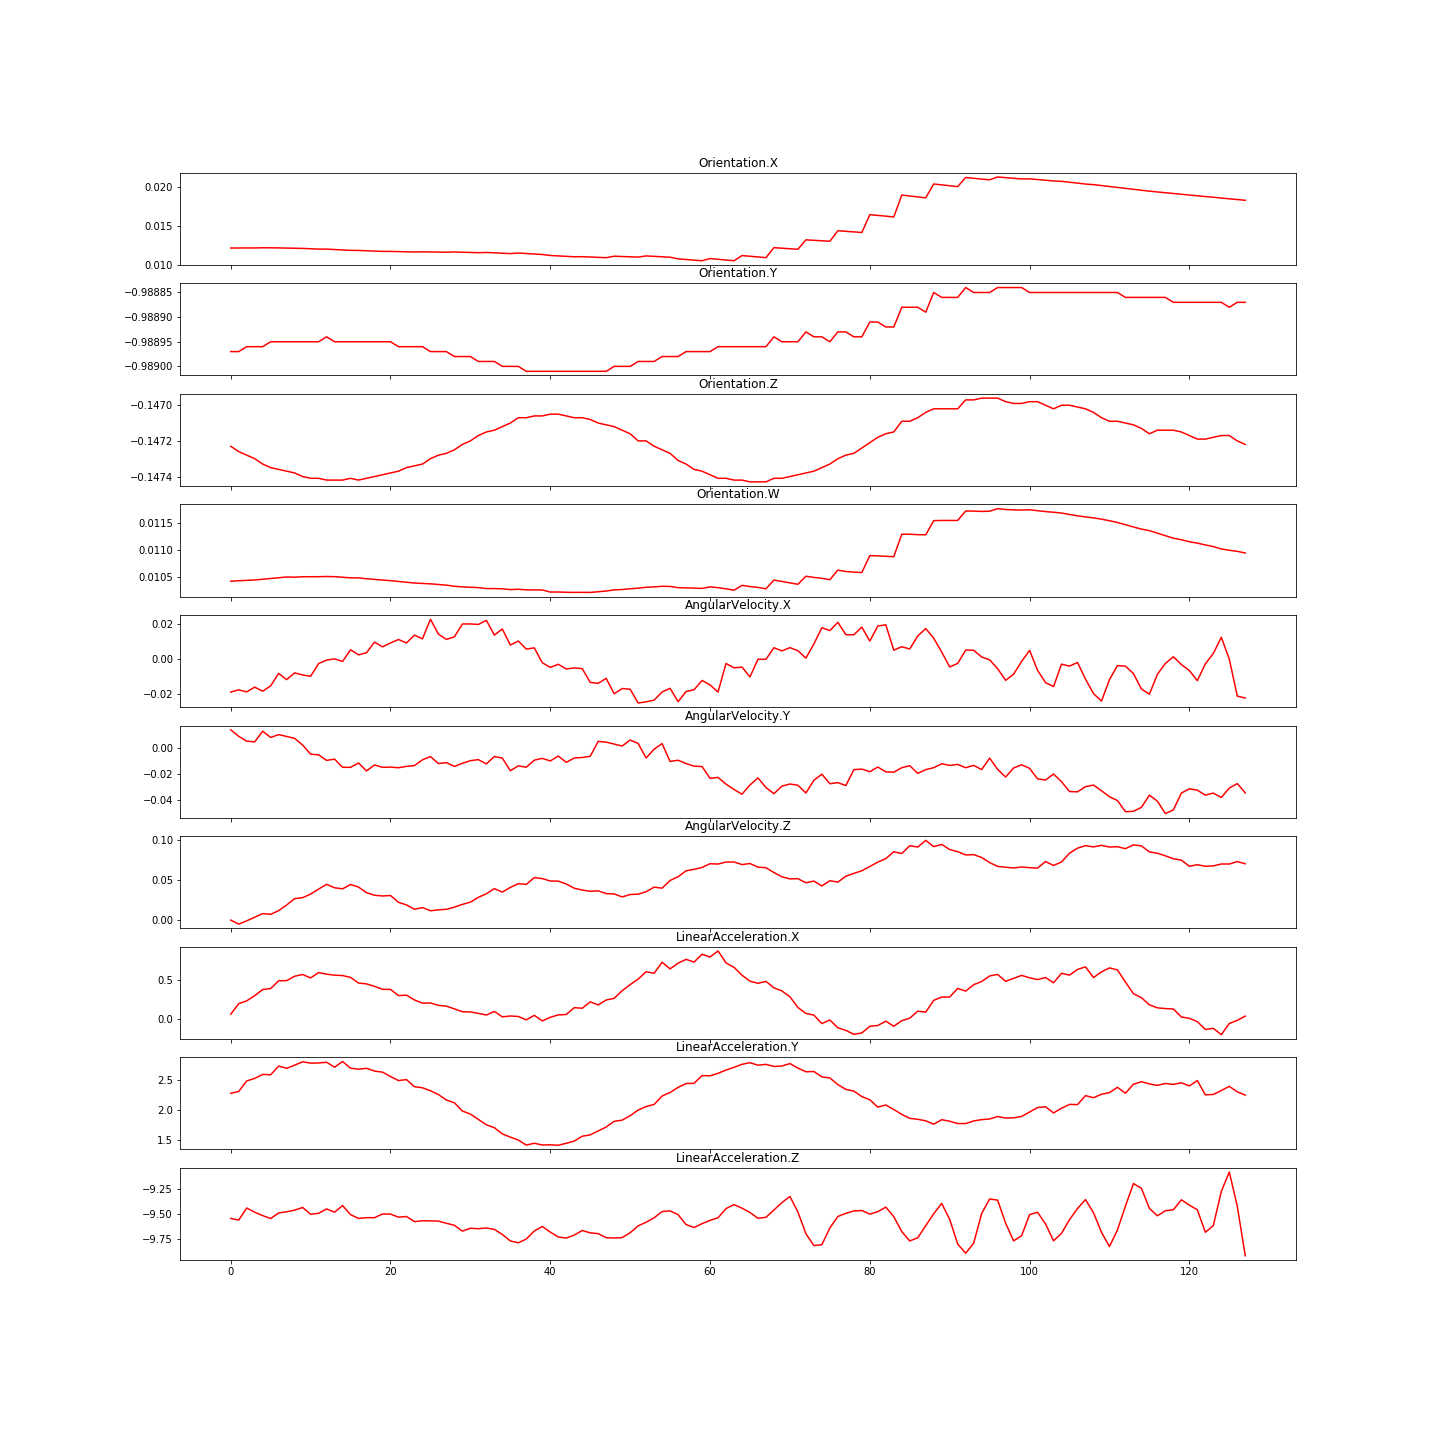 Orientation.X
0.020
0.015
0.010
Orientation.Y
−0.98885
−0.98890
−0.98895
−0.98900
Orientation.Z
−0.1470
−0.1472
−0.1474
Orientation.W
0.0115
0.0110
0.0105
AngularVelocity.X
0.02
0.00
−0.02
AngularVelocity.Y
0.00
−0.02
−0.04
AngularVelocity.Z
0.10
0.05
0.00
LinearAcceleration.X
0.5
0.0
LinearAcceleration.Y
2.5
2.0
1.5
LinearAcceleration.Z
−9.25
−9.50
−9.75
0 20 40 60 80 100 120